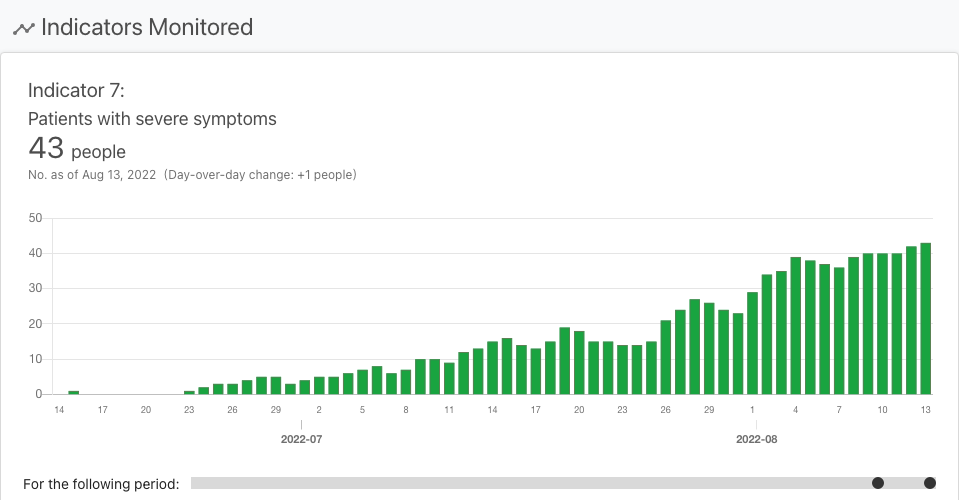 Indicators Monitored
Indicator 7:
Patients with severe symptoms
43 people
No. as of Aug 13, 2022 (Day-over-day change: +1 people)
50
40
30
20
10
0
14 17 20 23 26 29 2 5 8 11 14 17 20 23 26 29 1 4 7 10 13
2022-07 2022-08
For the following period: